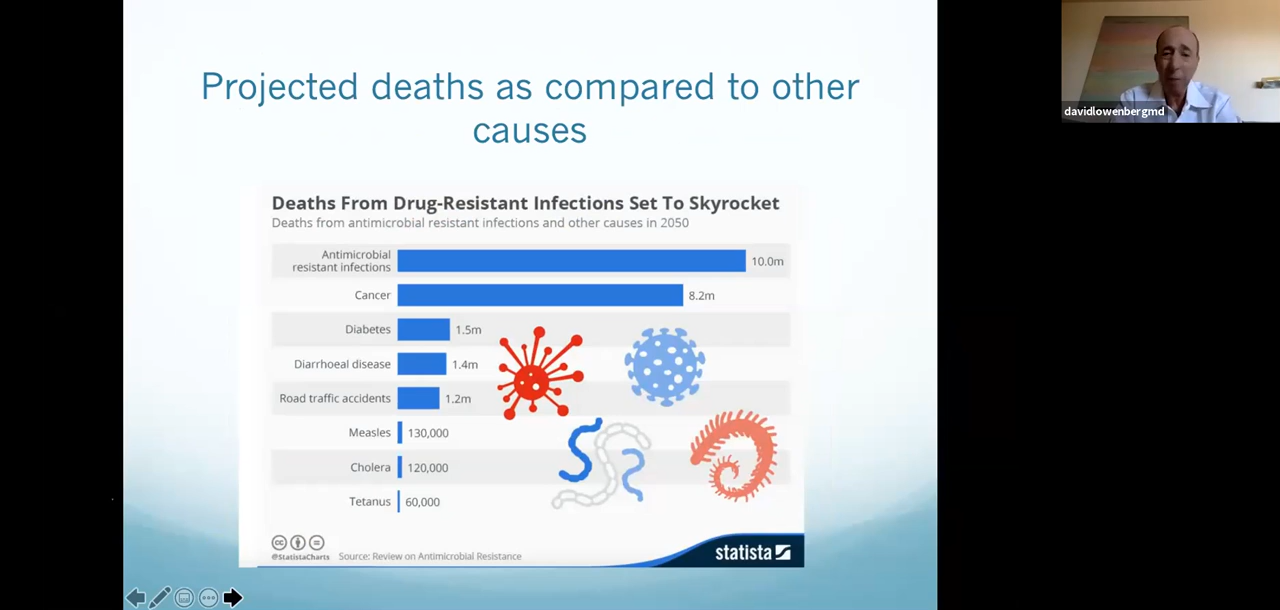 Projected deaths as compared to other
causes
Deaths From Drug-Resistant Infections Set To Skyrocket
Deaths from antimicrobial resistant infections and other causes in 2050
Antimicrobial
resistant infections
10.0m
Cancer
8.2m
Diabetes
1.5m
Diarrhoeal disease
1.4m
Road traffic accidents
1.2m
Measles
130,000
Cholera
120,000
Tetanus
60,000
@StatistaCharts
Source: Review on Antimicrobial Resistance
statista
davidlowenbergmd